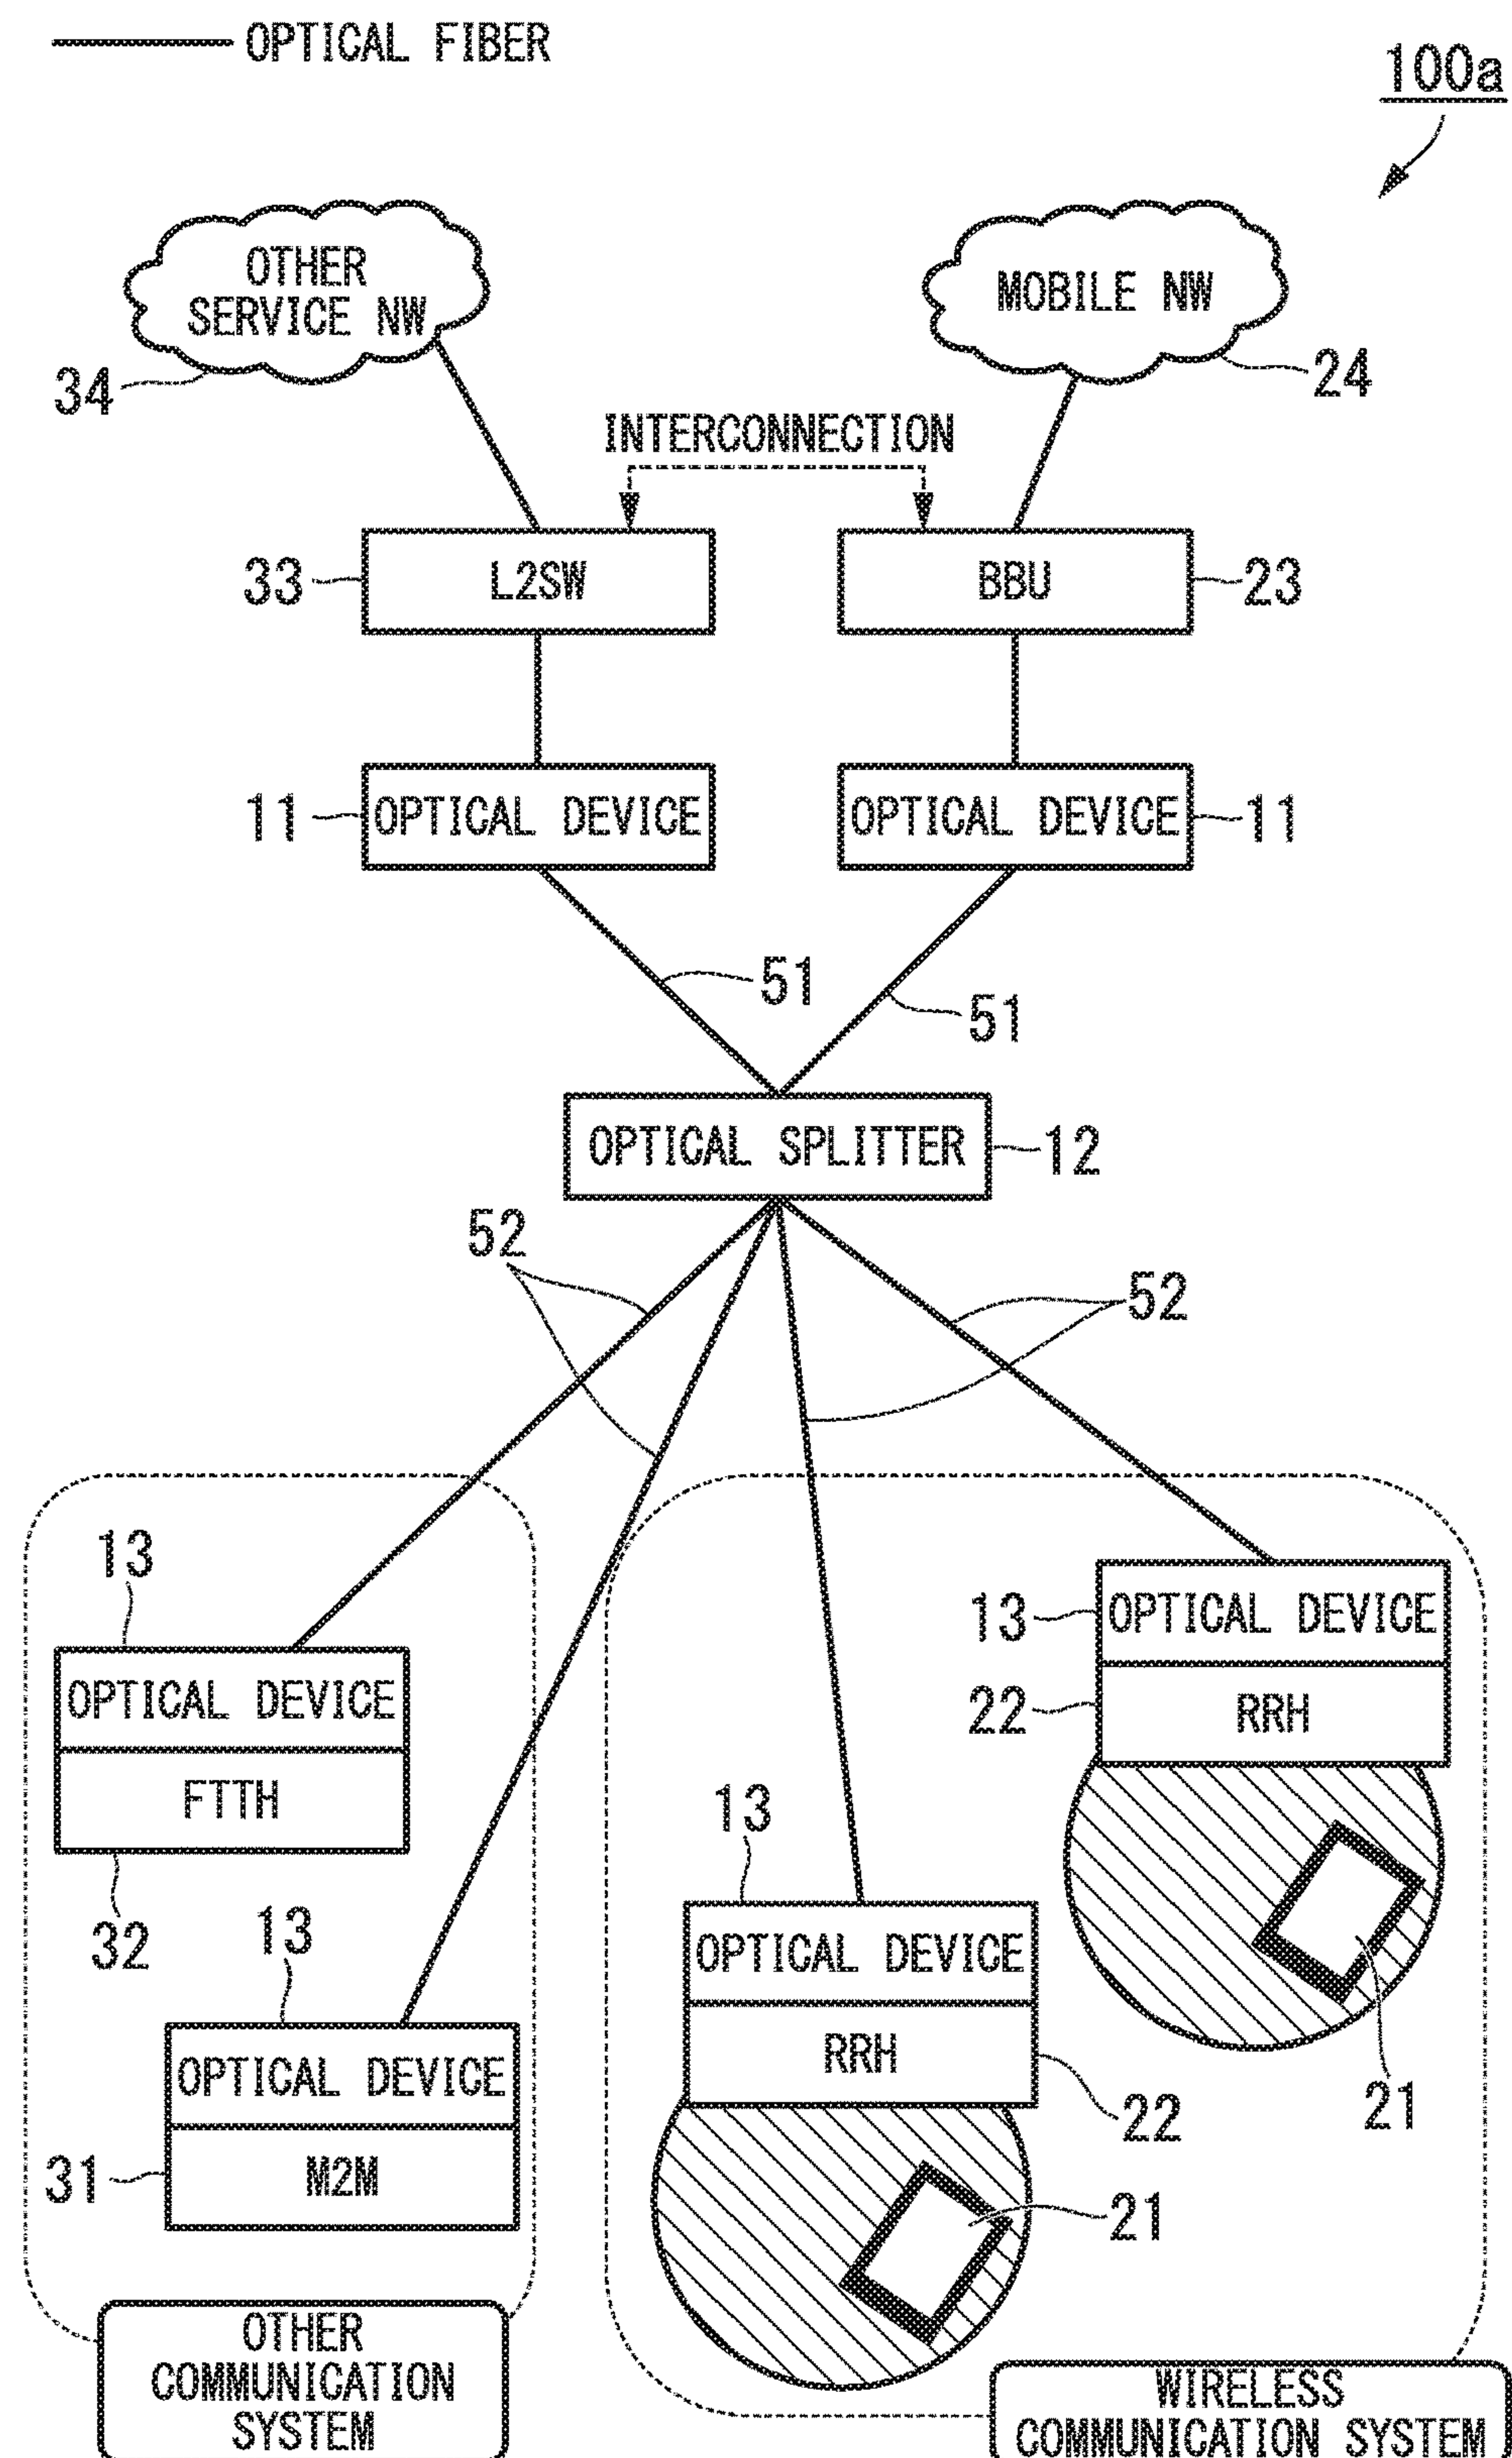 OPTICAL FIBER
100a
OTHER
SERVICE NW
MOBILE NW
34
24
INTERCONNECTION
33
L2SW
BBU
23
11
OPTICAL DEVICE
OPTICAL DEVICE
11
51
51
OPTICAL SPLITTER
12
52
52
13
13
OPTICAL DEVICE
OPTICAL DEVICE
22
RRH
FTTH
13
32
13
OPTICAL DEVICE
OPTICAL DEVICE
RRH
21
22
31
M2M
21
OTHER
COMMUNICATION
SYSTEM
WIRELESS
COMMUNICATION SYSTEM